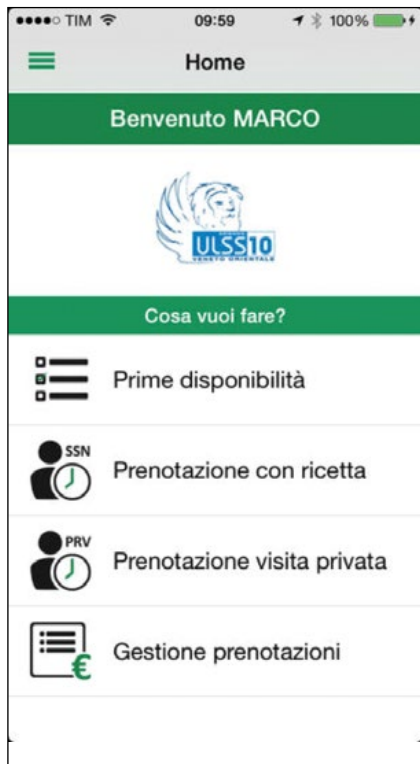 TIM 09:59 100%
Home
Benvenuto MARCO
ULSS10
VENETO ORIENTALE
Cosa vuoi fare?
Prime disponibilità
SSN
Prenotazione con ricetta
PRV
Prenotazione visita privata
€
Gestione prenotazioni